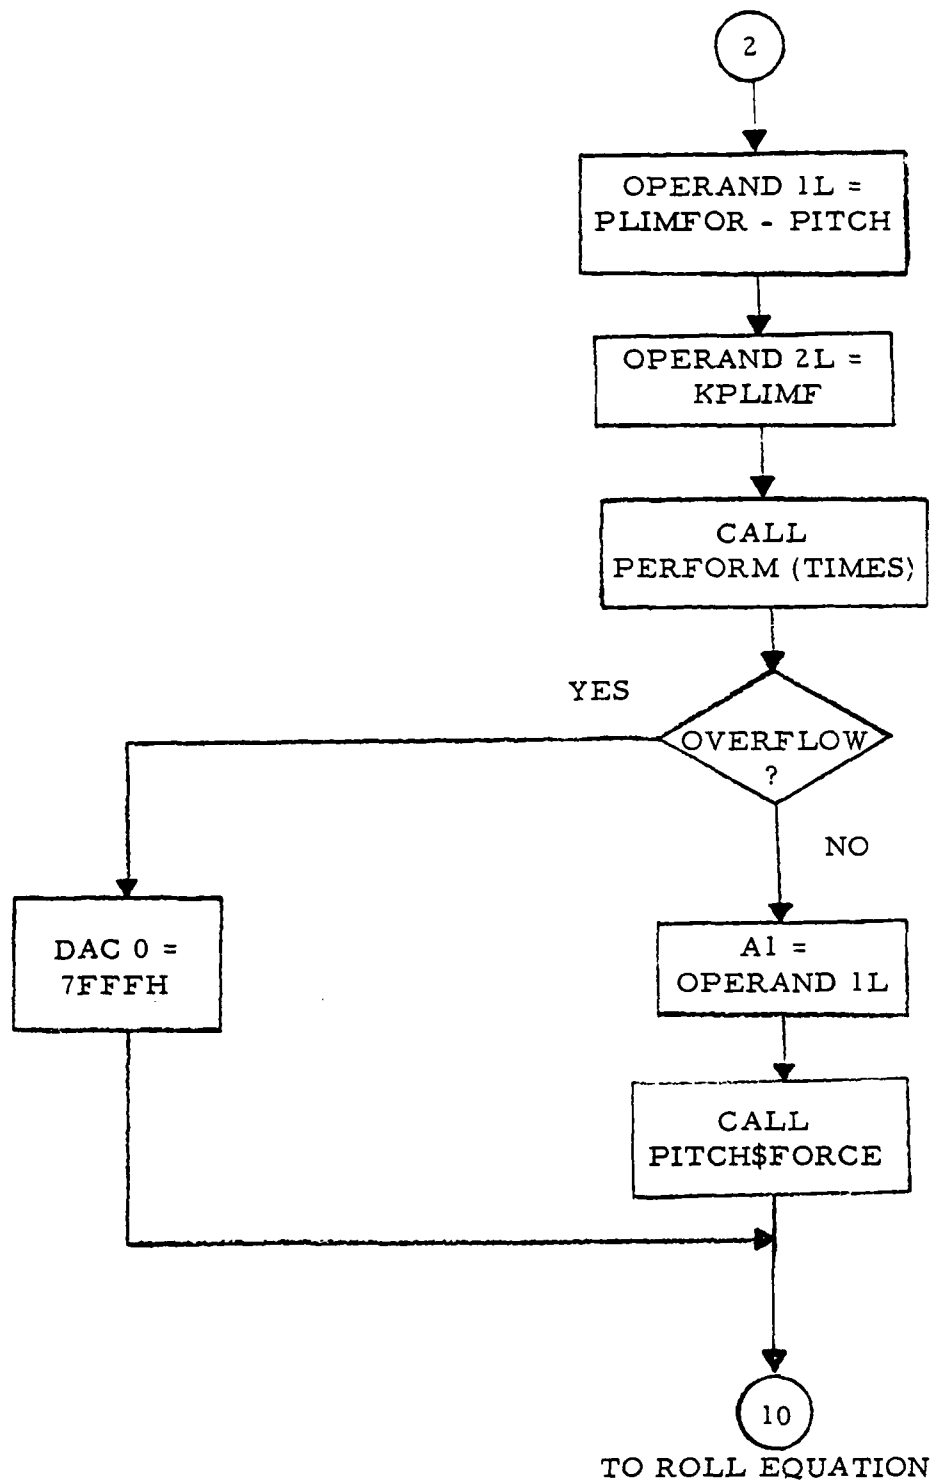 2
OPERAND 1L =
PLIMFOR - PITCH
OPERAND 2L =
KPLIMF
CALL
PERFORM (TIMES)
YES
OVERFLOW
?
NO
DAC 0 =
7FFFH
A1 =
OPERAND 1L
CALL
PITCH$FORCE
10
TO ROLL EQUATION